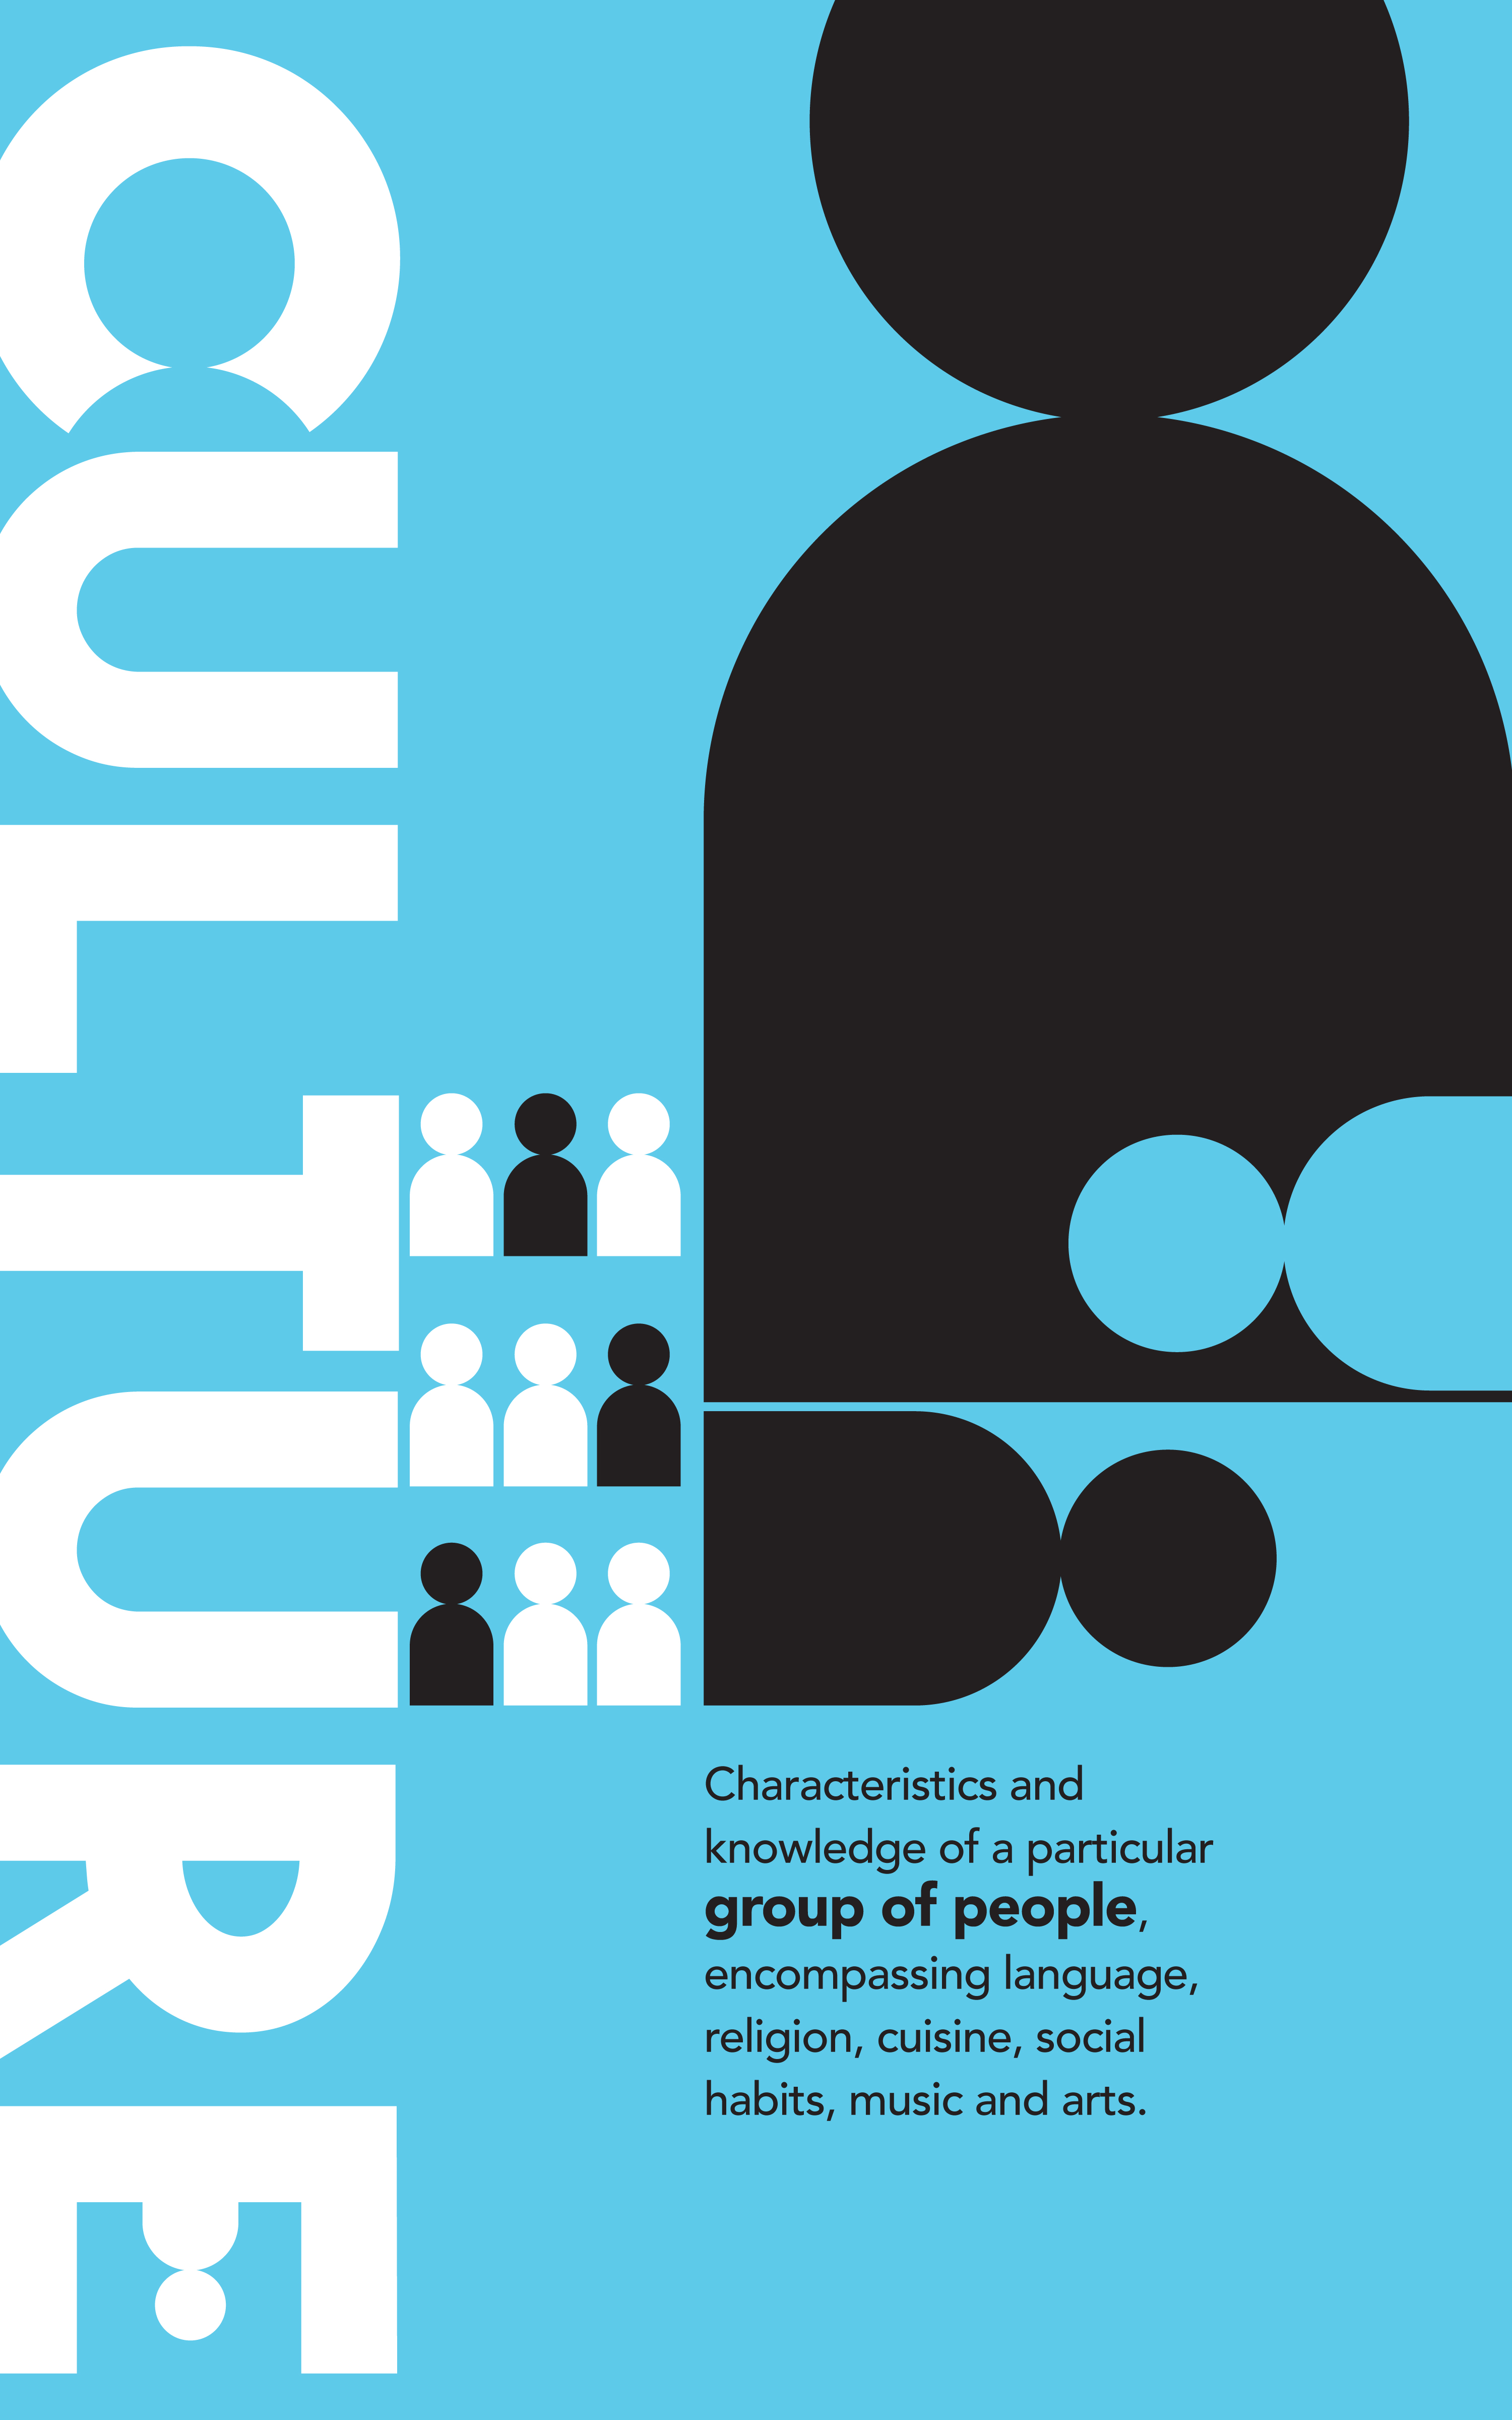 CULTURE
Characteristics and
knowledge of a particular
group of people,
encompassing language,
religion, cuisine, social
habits, music and arts.